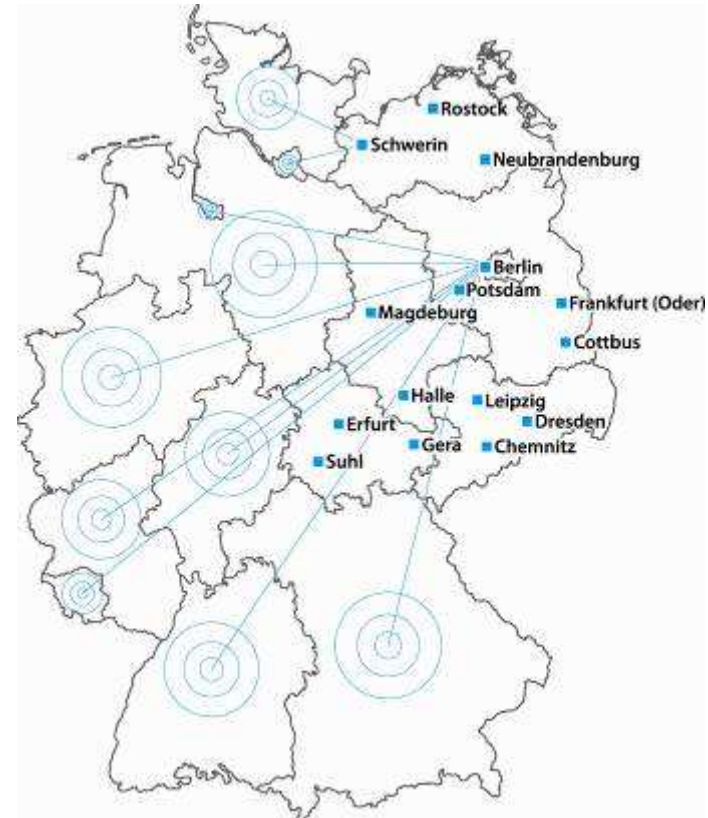 Rostock
Schwerin
Neubrandenburg
Berlin
Potsdam
Frankfurt (Oder)
Magdeburg
Cottbus
Halle
Leipzig
Erfurt
Dresden
Gera
Chemnitz
Suhl